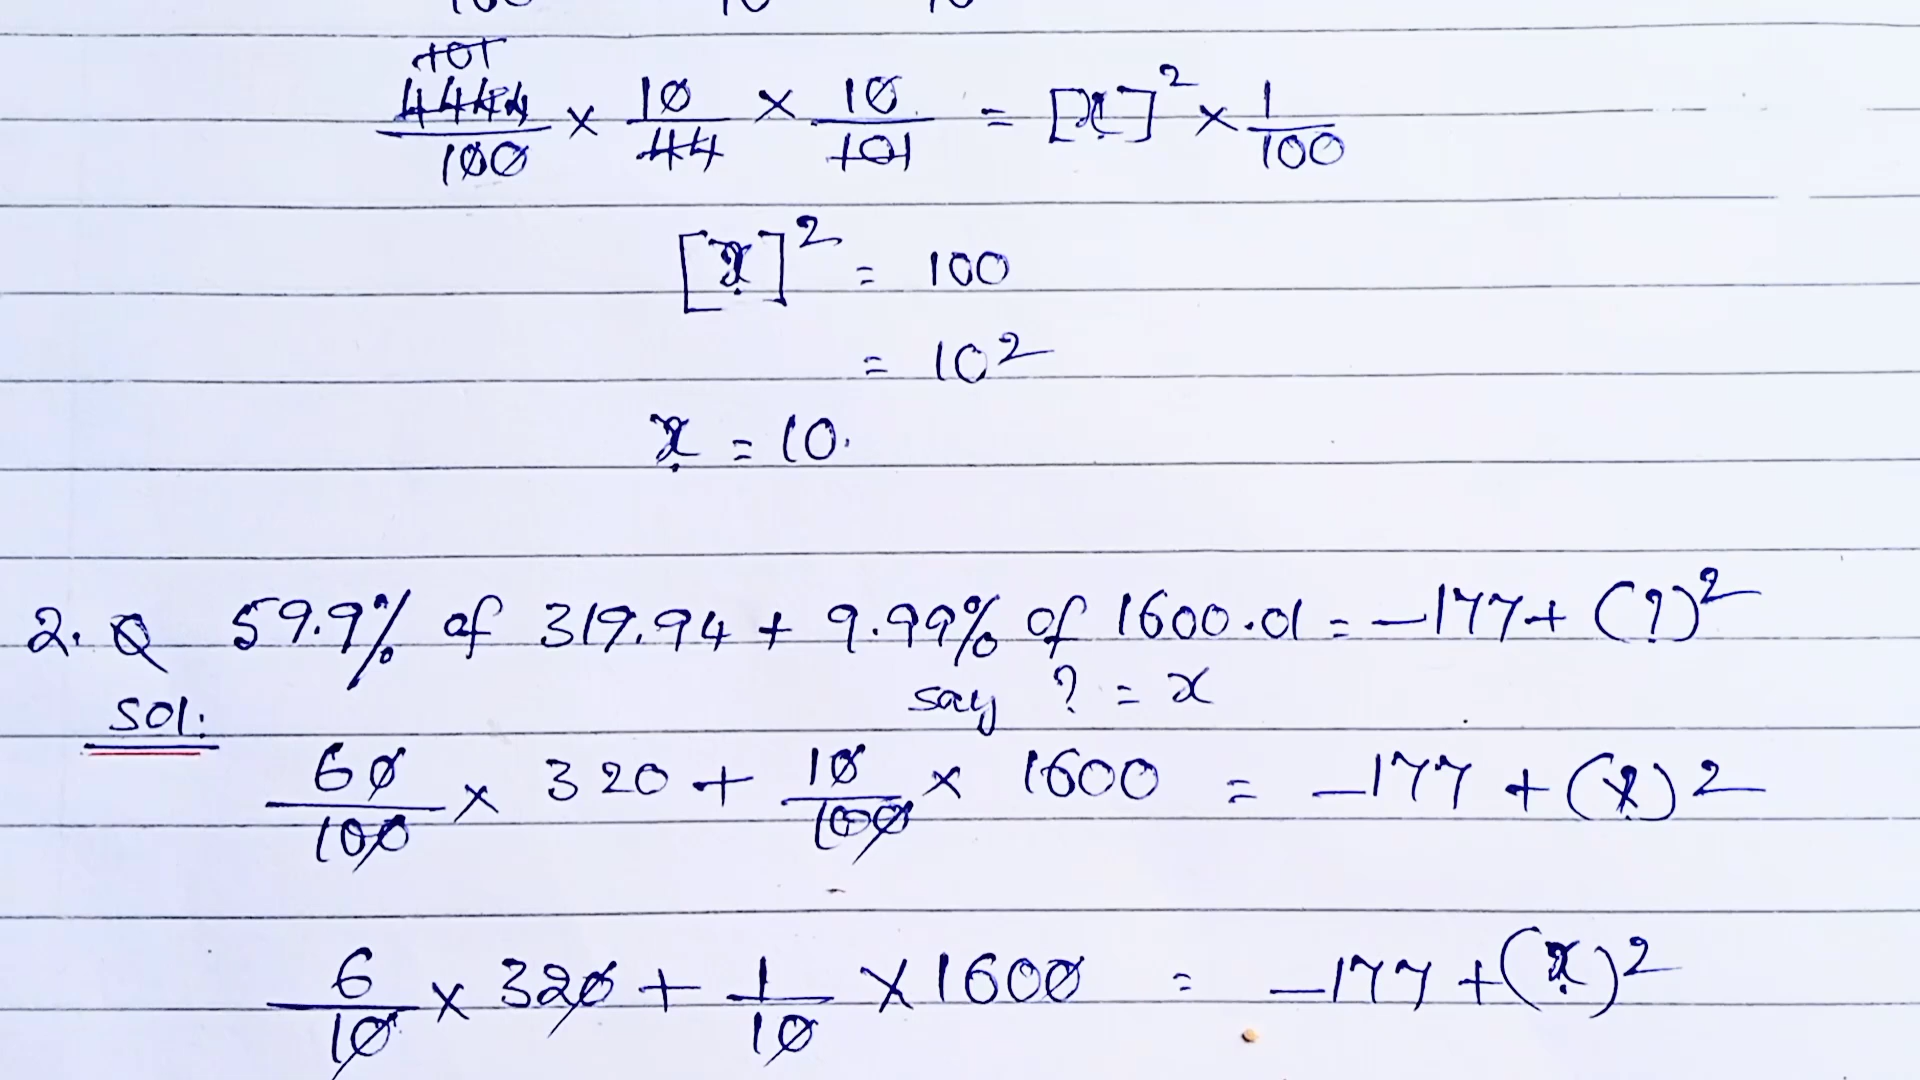 101
4444/100 × 10/44 × 10/101 = [x]² × 1/100
[x]² = 100
= 10²
x = 10.
2. Q 59.9% of 319.94 + 9.99% of 1600.01 = -177 + (?)²
say ? = x
Sol:
60/100 × 320 + 10/100 × 1600 = -177 + (x)²
6/10 × 320 + 1/10 × 1600 = -177 + (x)²